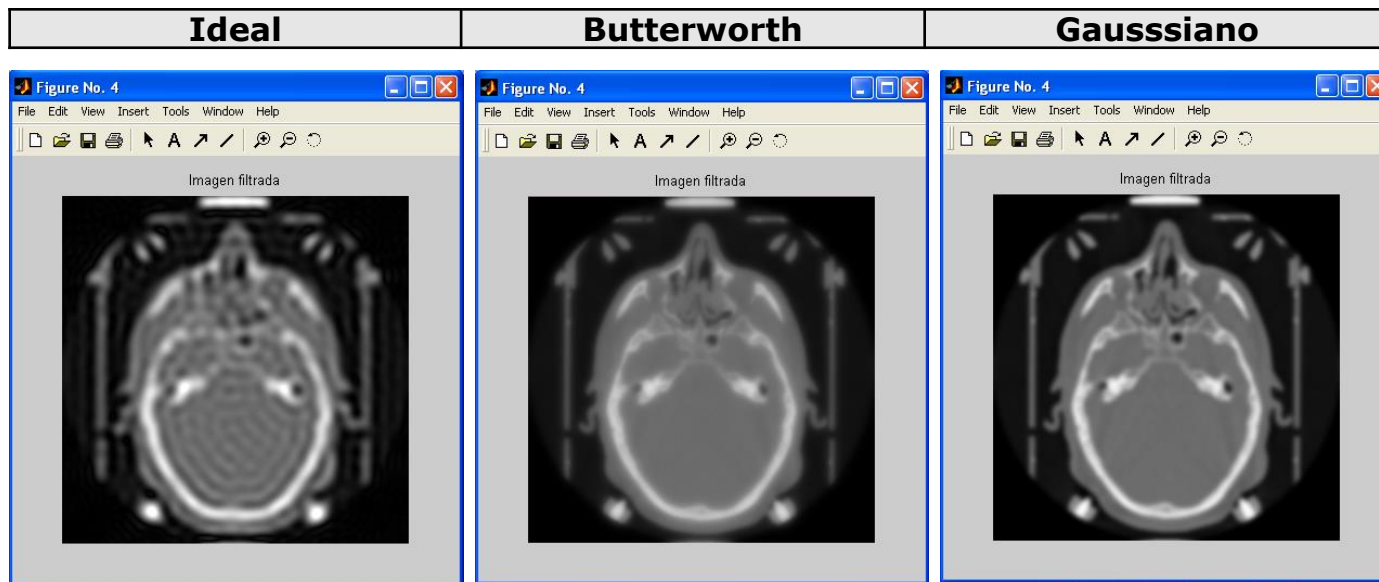 Ideal Butterworth Gausssiano
Figure No. 4
File Edit View Insert Tools Window Help
A
Imagen filtrada
Figure No. 4
File Edit View Insert Tools Window Help
A
Imagen filtrada
Figure No. 4
File Edit View Insert Tools Window Help
A
Imagen filtrada